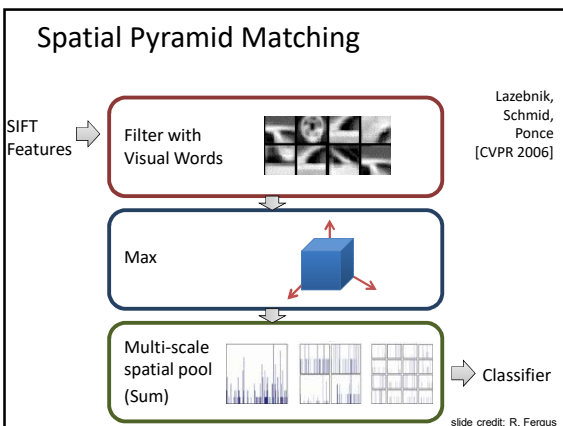 Spatial Pyramid Matching
SIFT
Features
Filter with
Visual Words
Lazebnik,
Schmid,
Ponce
[CVPR 2006]
Max
Multi-scale
spatial pool
(Sum)
Classifier
slide credit: R. Fergus